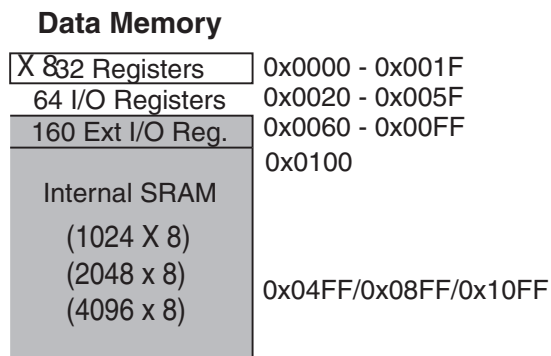 Data Memory
X 832 Registers 0x0000 - 0x001F
64 I/O Registers 0x0020 - 0x005F
160 Ext I/O Reg. 0x0060 - 0x00FF
0x0100
Internal SRAM
(1024 X 8)
(2048 x 8)
(4096 x 8)
0x04FF/0x08FF/0x10FF